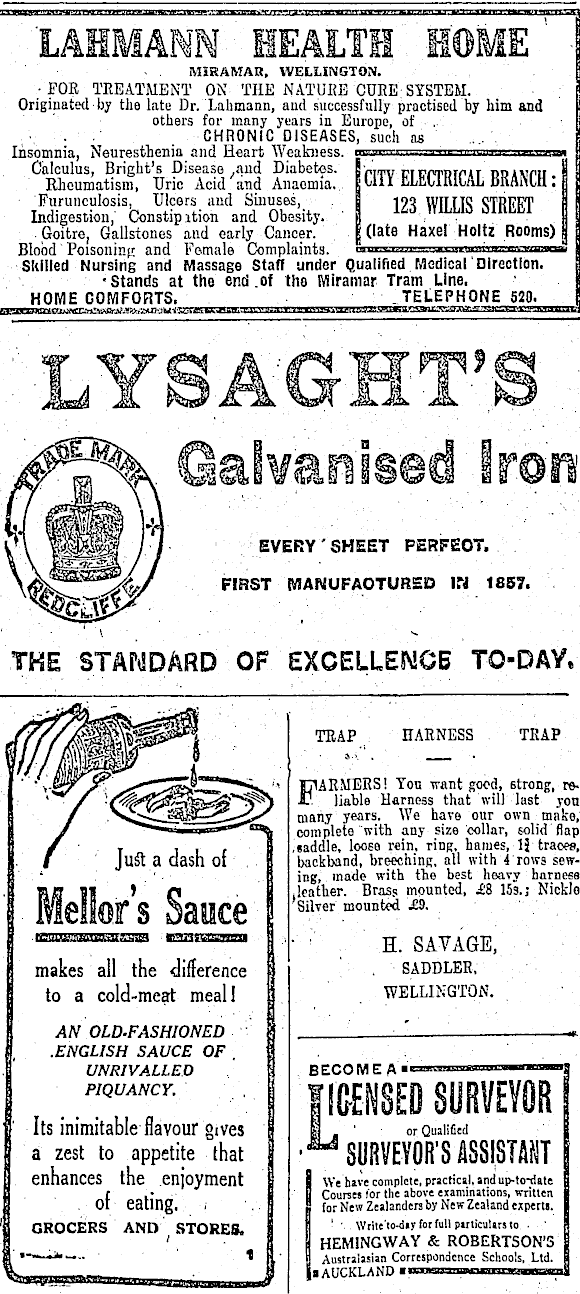 LAHMANN HEALTH HOME
MIRAMAR, WELLINGTON.
FOR TREATMENT ON THE NATURE CURE SYSTEM.
Originated by the late Dr. Lahmann, and successfully practised by him and
others for many years in Europe, of
CHRONIC DISEASES, such as
Insomnia, Neuresthenia and Heart Weakness.
Calculus, Bright's Disease and Diabetes.
Rheumatism, Uric Acid and Anaemia.
Furunculosis, Ulcers and Sinuses,
Indigestion, Constipation and Obesity.
Goitre, Gallstones and early Cancer.
Blood Poisoning and Female Complaints.
CITY ELECTRICAL BRANCH:
123 WILLIS STREET
(late Haxel Holtz Rooms)
Skilled Nursing and Massage Staff under Qualified Medical Direction.
Stands at the end of the Miramar Tram Line.
HOME COMFORTS. TELEPHONE 520.
LYSAGHT'S
Galvanised Iron
TRADE MARK
REDCLIFFE
EVERY SHEET PERFECT.
FIRST MANUFACTURED IN 1857.
THE STANDARD OF EXCELLENCE TO-DAY.
Just a dash of
Mellor's Sauce
makes all the difference
to a cold-meat meal!
AN OLD-FASHIONED
ENGLISH SAUCE OF
UNRIVALLED
PIQUANCY.
Its inimitable flavour gives
a zest to appetite that
enhances the enjoyment
of eating.
GROCERS AND STORES.
1
TRAP HARNESS TRAP
FARMERS! You want good, strong, re-
liable Harness that will last you
many years. We have our own make,
complete with any size collar, solid flap
saddle, loose rein, ring, hames, 1¾ traces,
backband, breeching, all with 4 rows sew-
ing, made with the best heavy harness
leather. Brass mounted, £8 15s.; Nickle
Silver mounted £9.
H. SAVAGE,
SADDLER,
WELLINGTON.
BECOME A
LICENSED SURVEYOR
or Qualified
SURVEYOR'S ASSISTANT
We have complete, practical, and up-to-date
Courses for the above examinations, written
for New Zealanders by New Zealand experts.
Write to-day for full particulars to
HEMINGWAY & ROBERTSON'S
Australasian Correspondence Schools, Ltd.
AUCKLAND